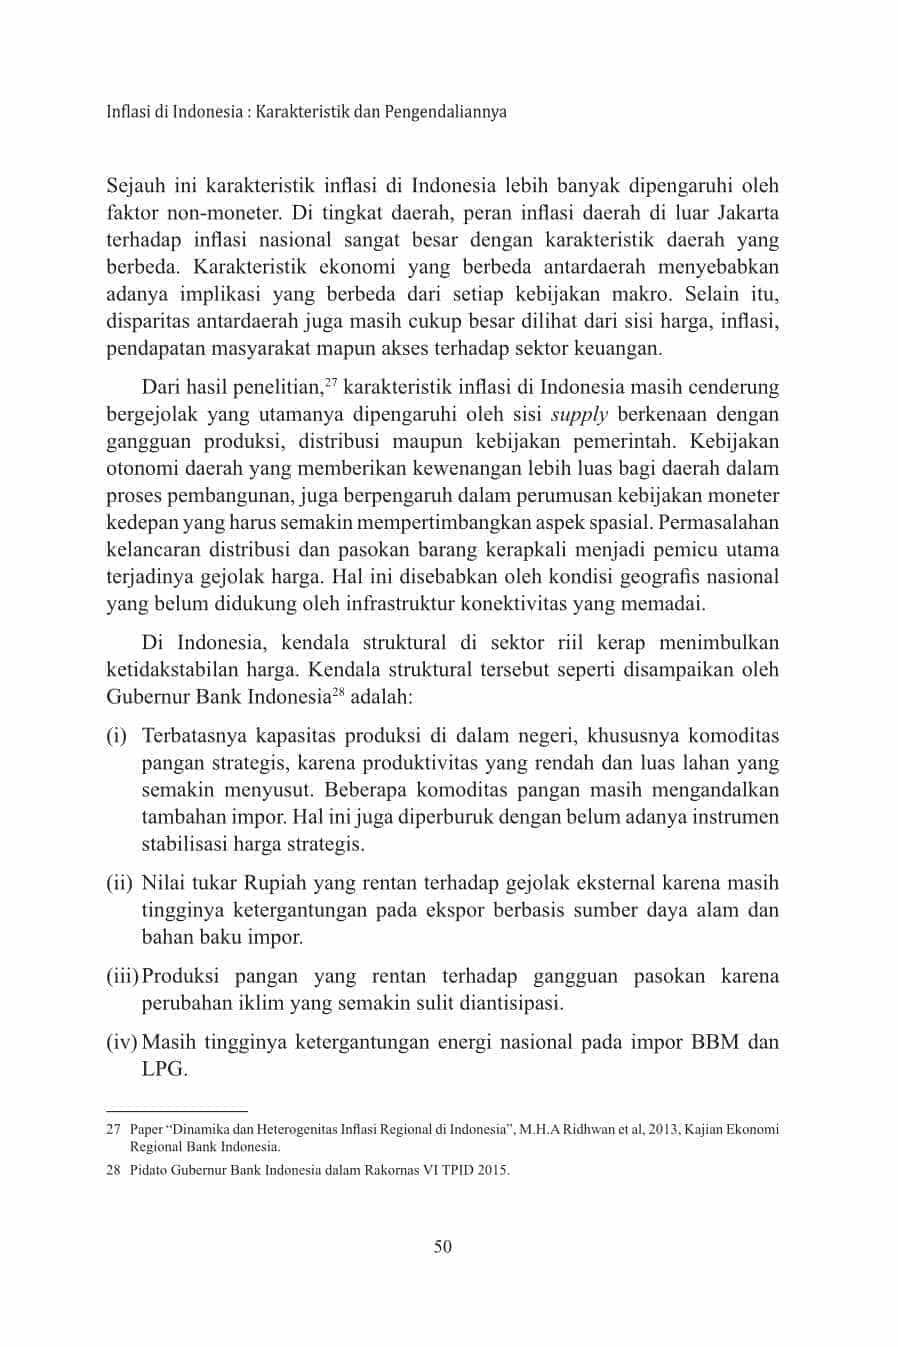 Inflasi di Indonesia : Karakteristik dan Pengendaliannya
Sejauh ini karakteristik inflasi di Indonesia lebih banyak dipengaruhi oleh
faktor non-moneter. Di tingkat daerah, peran inflasi daerah di luar Jakarta
terhadap inflasi nasional sangat besar dengan karakteristik daerah yang
berbeda. Karakteristik ekonomi yang berbeda antardaerah menyebabkan
adanya implikasi yang berbeda dari setiap kebijakan makro. Selain itu,
disparitas antardaerah juga masih cukup besar dilihat dari sisi harga, inflasi,
pendapatan masyarakat mapun akses terhadap sektor keuangan.
Dari hasil penelitian,27 karakteristik inflasi di Indonesia masih cenderung
bergejolak yang utamanya dipengaruhi oleh sisi supply berkenaan dengan
gangguan produksi, distribusi maupun kebijakan pemerintah. Kebijakan
otonomi daerah yang memberikan kewenangan lebih luas bagi daerah dalam
proses pembangunan, juga berpengaruh dalam perumusan kebijakan moneter
kedepan yang harus semakin mempertimbangkan aspek spasial. Permasalahan
kelancaran distribusi dan pasokan barang kerapkali menjadi pemicu utama
terjadinya gejolak harga. Hal ini disebabkan oleh kondisi geografis nasional
yang belum didukung oleh infrastruktur konektivitas yang memadai.
Di Indonesia, kendala struktural di sektor riil kerap menimbulkan
ketidakstabilan harga. Kendala struktural tersebut seperti disampaikan oleh
Gubernur Bank Indonesia28 adalah:
(i) Terbatasnya kapasitas produksi di dalam negeri, khususnya komoditas
pangan strategis, karena produktivitas yang rendah dan luas lahan yang
semakin menyusut. Beberapa komoditas pangan masih mengandalkan
tambahan impor. Hal ini juga diperburuk dengan belum adanya instrumen
stabilisasi harga strategis.
(ii) Nilai tukar Rupiah yang rentan terhadap gejolak eksternal karena masih
tingginya ketergantungan pada ekspor berbasis sumber daya alam dan
bahan baku impor.
(iii) Produksi pangan yang rentan terhadap gangguan pasokan karena
perubahan iklim yang semakin sulit diantisipasi.
(iv) Masih tingginya ketergantungan energi nasional pada impor BBM dan
LPG.
27 Paper “Dinamika dan Heterogenitas Inflasi Regional di Indonesia”, M.H.A Ridhwan et al, 2013, Kajian Ekonomi
Regional Bank Indonesia.
28 Pidato Gubernur Bank Indonesia dalam Rakornas VI TPID 2015.
50